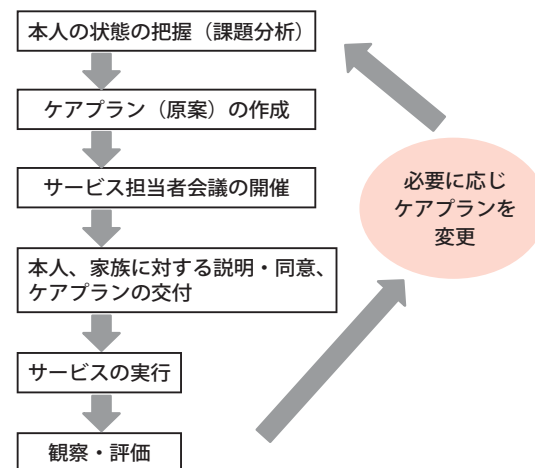 本人の状態の把握（課題分析）
ケアプラン（原案）の作成
サービス担当者会議の開催
本人、家族に対する説明・同意、
ケアプランの交付
サービスの実行
観察・評価
必要に応じ
ケアプランを
変更